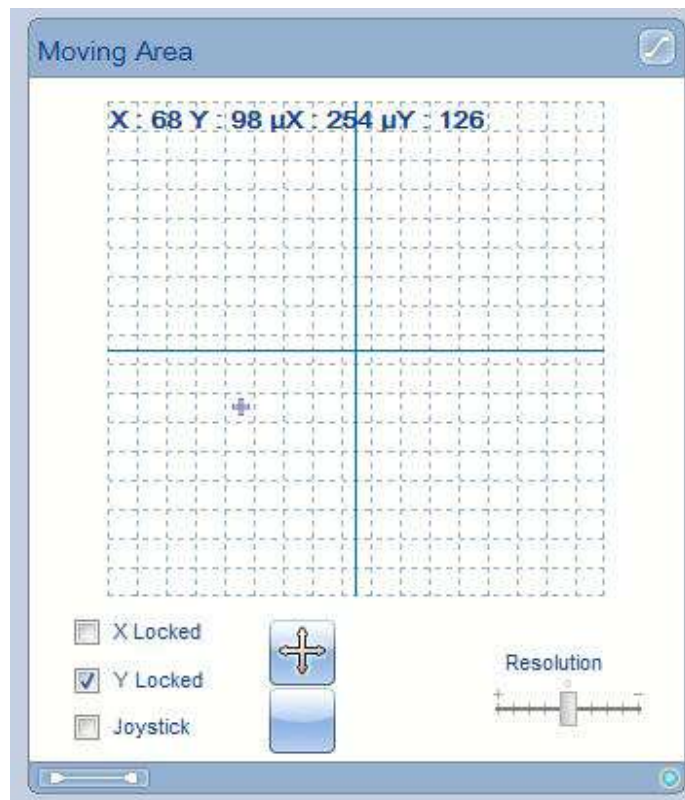 Moving Area
X : 68 Y : 98 µX : 254 µY : 126
X Locked
Y Locked
Joystick
Resolution
+ -